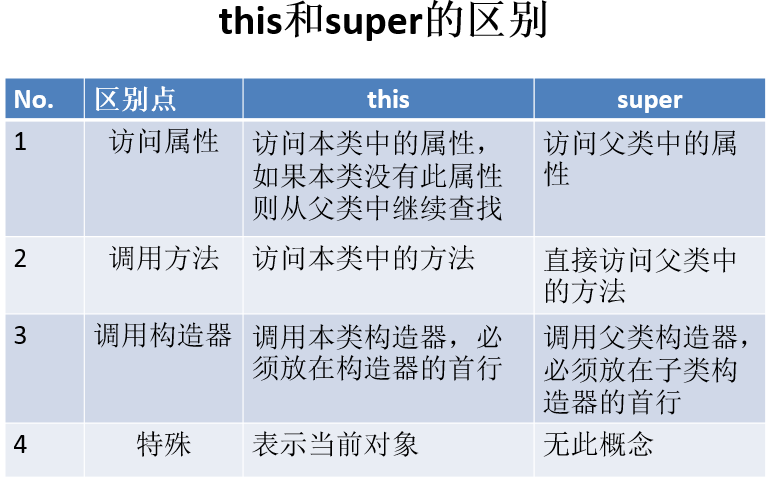 this和super的区别
No. 区别点 this super
1 访问属性 访问本类中的属性，
如果本类没有此属性
则从父类中继续查找
访问父类中的属
性
2 调用方法 访问本类中的方法
直接访问父类中
的方法
3 调用构造器 调用本类构造器，必
须放在构造器的首行
调用父类构造器，
必须放在子类构
造器的首行
4 特殊 表示当前对象 无此概念